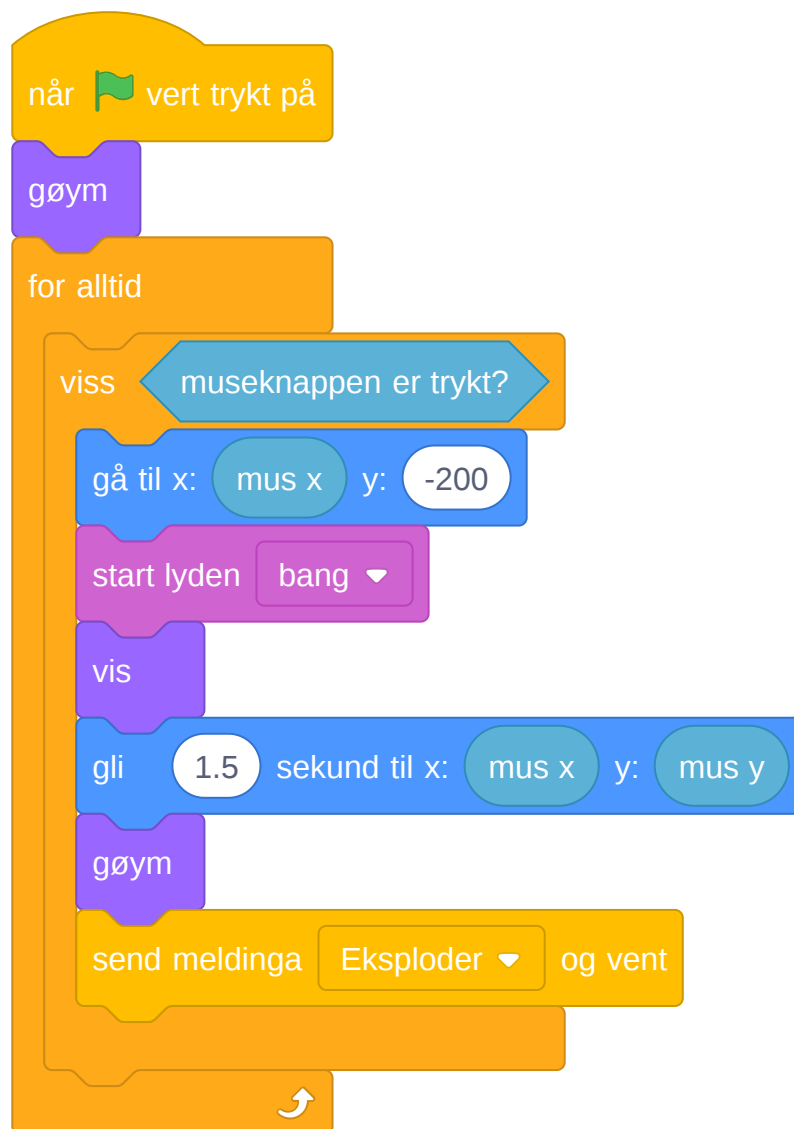 når vert trykt på
gøym
for alltid
viss museknappen er trykt?
gå til x: mus x y: -200
start lyden bang
vis
gli 1.5 sekund til x: mus x y: mus y
gøym
send meldinga Eksploder og vent